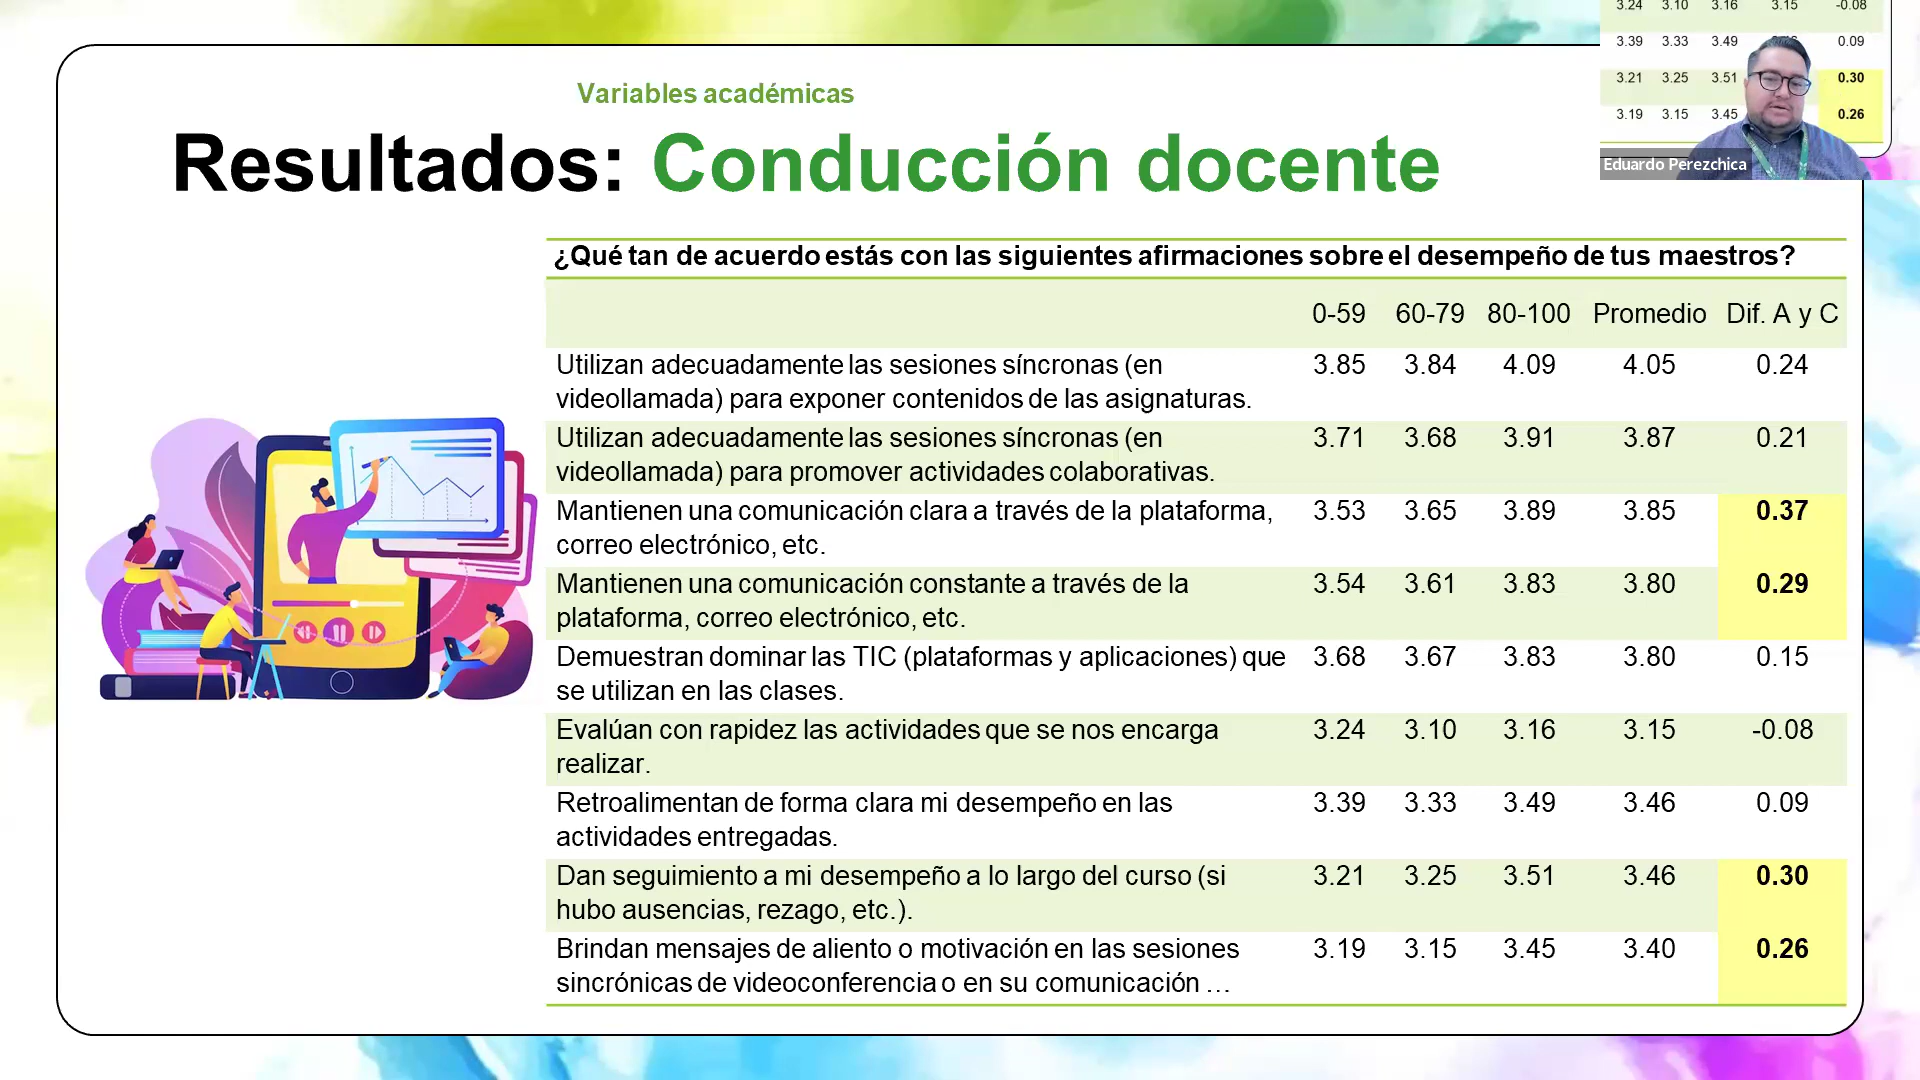 Variables académicas
Resultados: Conducción docente
3.24 3.10 3.16 3.15 -0.08
3.39 3.33 3.49 0.09
3.21 3.25 3.51 0.30
3.19 3.15 3.45 0.26
Eduardo Perezchica
¿Qué tan de acuerdo estás con las siguientes afirmaciones sobre el desempeño de tus maestros?
0-59 60-79 80-100 Promedio Dif. A y C
Utilizan adecuadamente las sesiones síncronas (en 3.85 3.84 4.09 4.05 0.24
videollamada) para exponer contenidos de las asignaturas.
Utilizan adecuadamente las sesiones síncronas (en 3.71 3.68 3.91 3.87 0.21
videollamada) para promover actividades colaborativas.
Mantienen una comunicación clara a través de la plataforma, 3.53 3.65 3.89 3.85 0.37
correo electrónico, etc.
Mantienen una comunicación constante a través de la 3.54 3.61 3.83 3.80 0.29
plataforma, correo electrónico, etc.
Demuestran dominar las TIC (plataformas y aplicaciones) que 3.68 3.67 3.83 3.80 0.15
se utilizan en las clases.
Evalúan con rapidez las actividades que se nos encarga 3.24 3.10 3.16 3.15 -0.08
realizar.
Retroalimentan de forma clara mi desempeño en las 3.39 3.33 3.49 3.46 0.09
actividades entregadas.
Dan seguimiento a mi desempeño a lo largo del curso (si 3.21 3.25 3.51 3.46 0.30
hubo ausencias, rezago, etc.).
Brindan mensajes de aliento o motivación en las sesiones 3.19 3.15 3.45 3.40 0.26
sincrónicas de videoconferencia o en su comunicación …